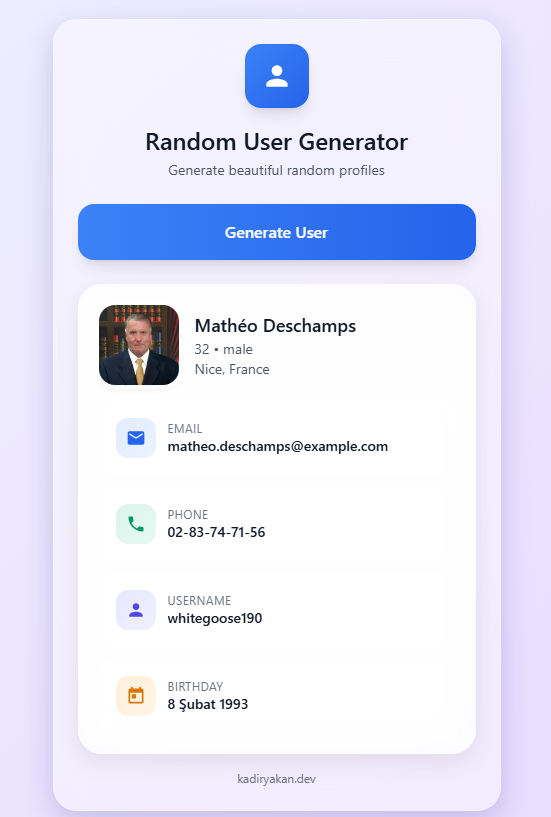 Random User Generator
Generate beautiful random profiles
Generate User
Mathéo Deschamps
32 • male
Nice, France
EMAIL
matheo.deschamps@example.com
PHONE
02-83-74-71-56
USERNAME
whitegoose190
BIRTHDAY
8 Şubat 1993
kadiryakan.dev